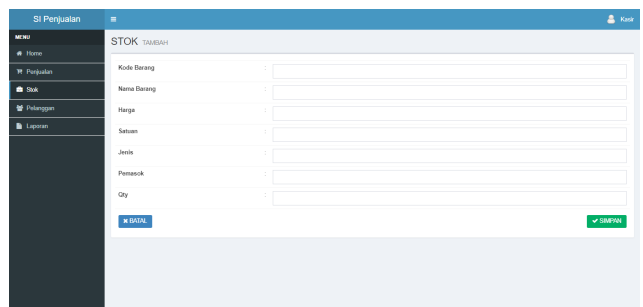 SI Penjualan
Kasir
MENU
Home
Penjualan
Stok
Pelanggan
Laporan
STOK TAMBAH
Kode Barang :
Nama Barang :
Harga :
Satuan :
Jenis :
Pemasok :
Qty :
BATAL
SIMPAN